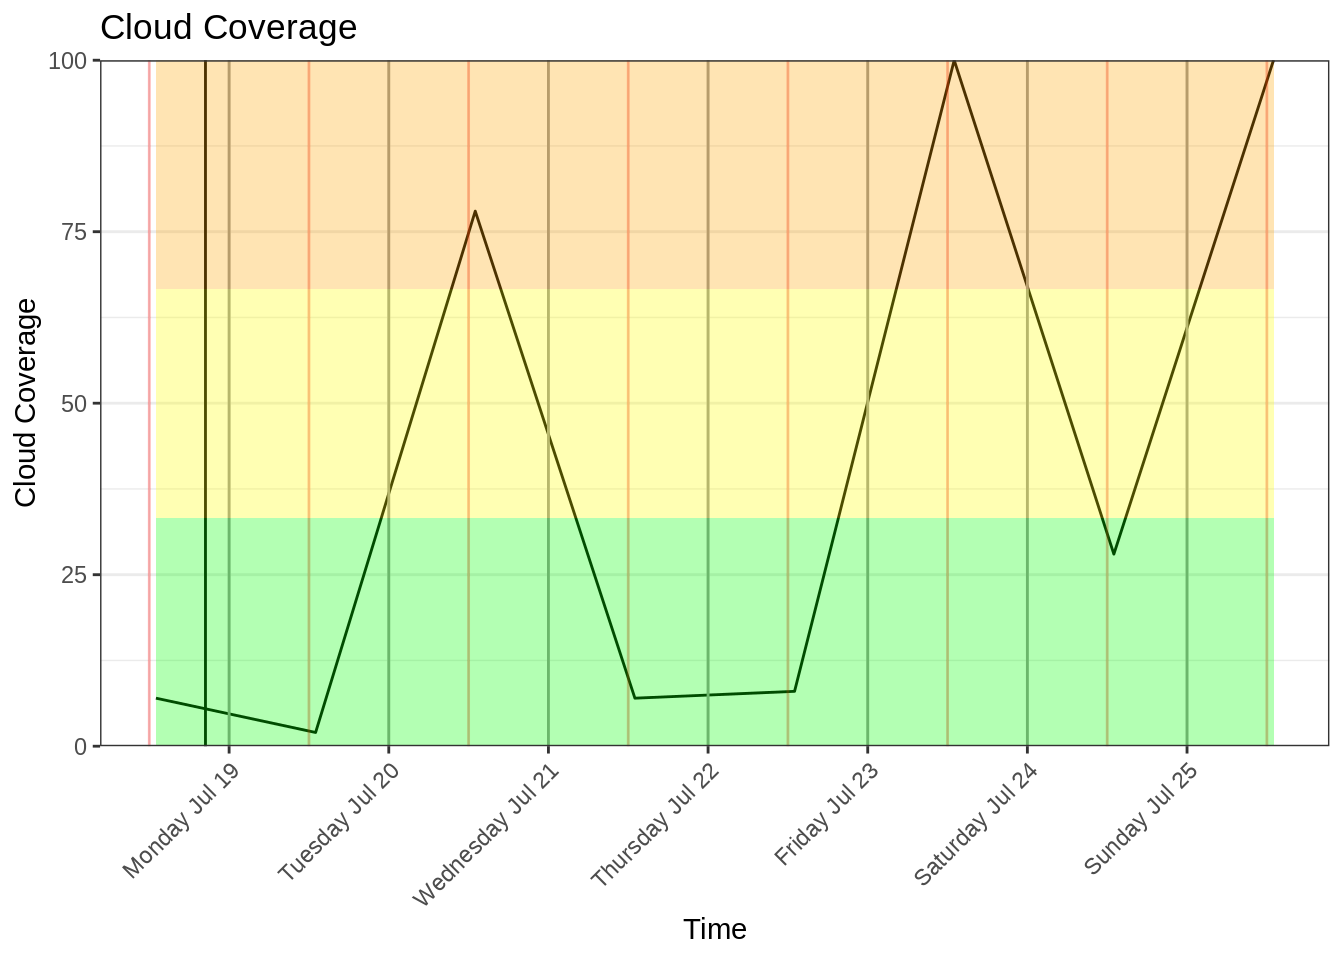 Cloud Coverage
100
75
50
25
0
Cloud Coverage
Monday Jul 19
Tuesday Jul 20
Wednesday Jul 21
Thursday Jul 22
Friday Jul 23
Saturday Jul 24
Sunday Jul 25
Time